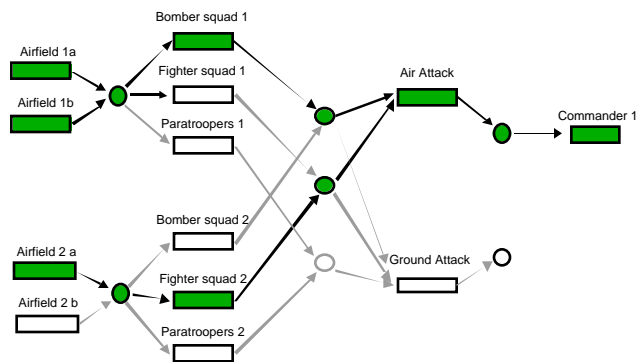 Bomber squad 1
Airfield 1a
Fighter squad 1
Air Attack
Airfield 1b
Commander 1
Paratroopers 1
Bomber squad 2
Airfield 2 a
Ground Attack
Fighter squad 2
Airfield 2 b
Paratroopers 2